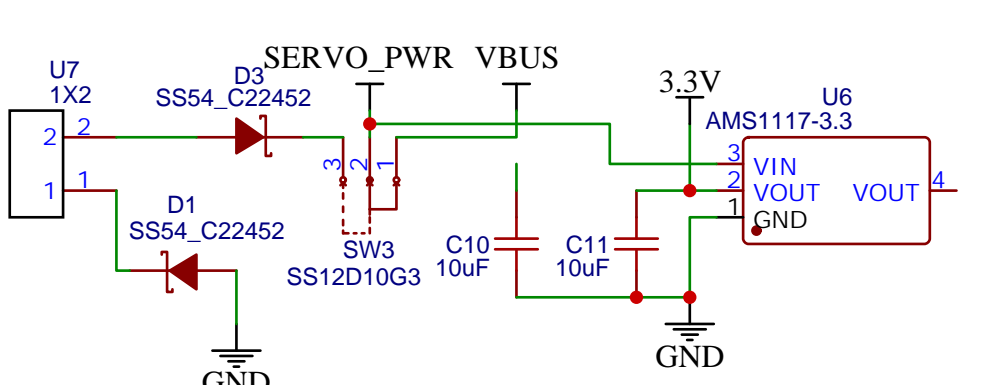 SERVO_PWR
VBUS
U7
1X2
2
2
1
1
D3
SS54_C22452
D1
SS54_C22452
GND
3
2
1
SW3
SS12D10G3
C10
10uF
C11
10uF
3.3V
U6
AMS1117-3.3
3
VIN
2
VOUT
1
GND
VOUT
4
GND